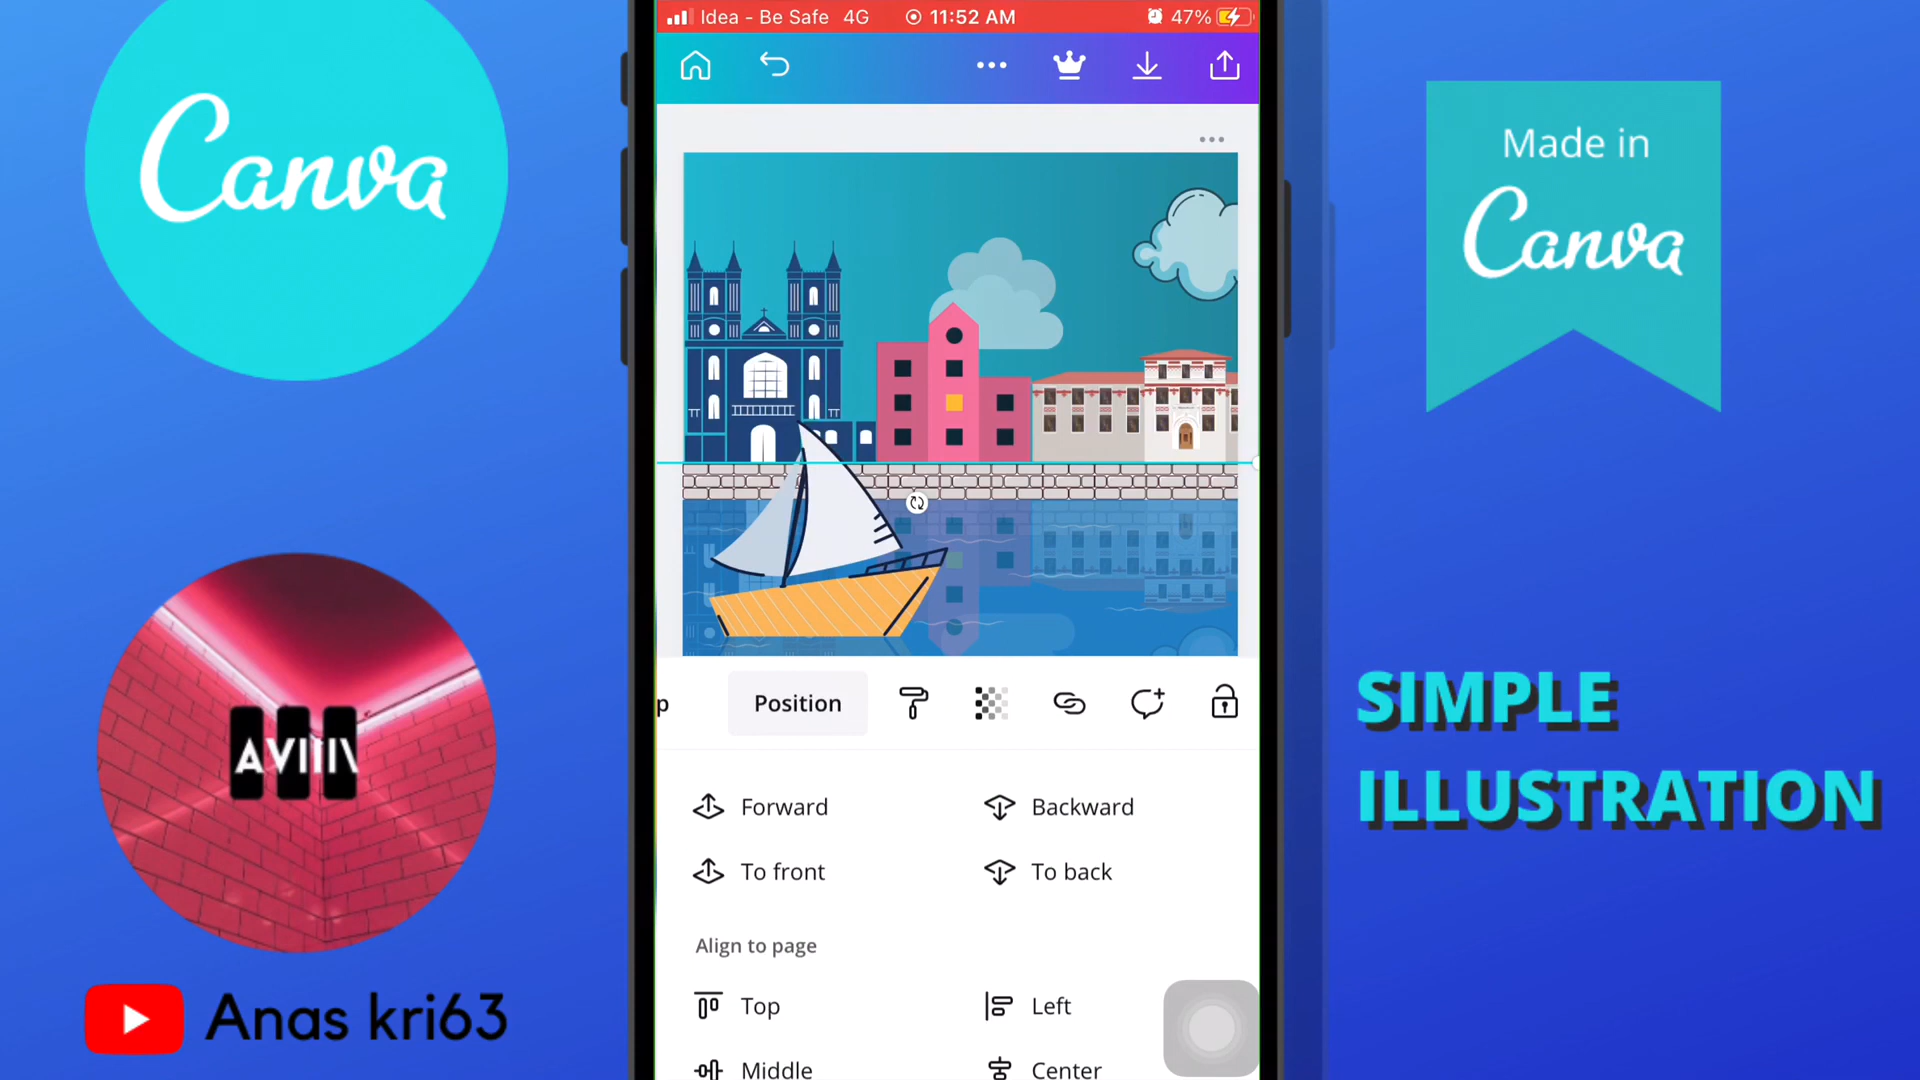 Canva
AVIIIV
Anas kri63
Idea - Be Safe 4G 11:52 AM 47%
p
Position
Forward
Backward
To front
To back
Align to page
Top
Left
Middle
Center
Made in
Canva
SIMPLE
ILLUSTRATION